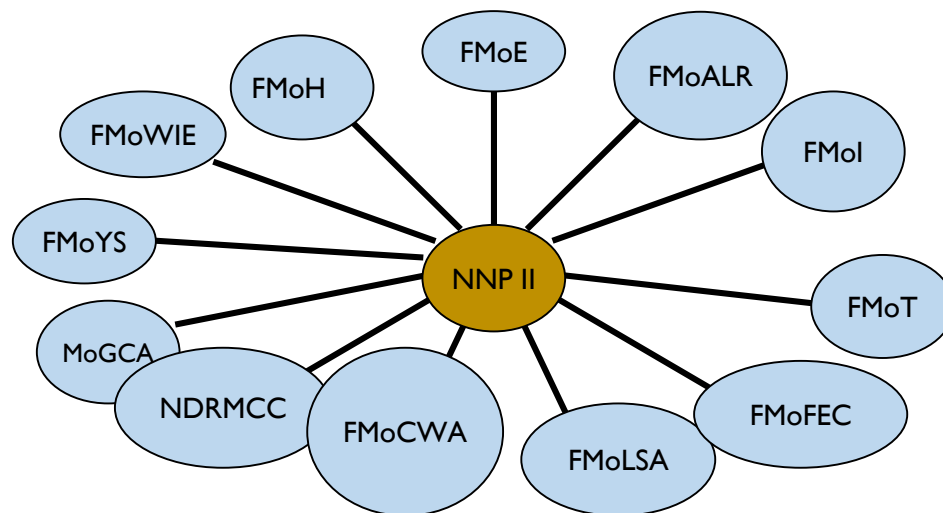 FMoE
FMoH
FMoALR
FMoWIE
FMoI
FMoYS
NNP II
FMoT
MoGCA
NDRMCC
FMoCWA
FMoLSA
FMoFEC